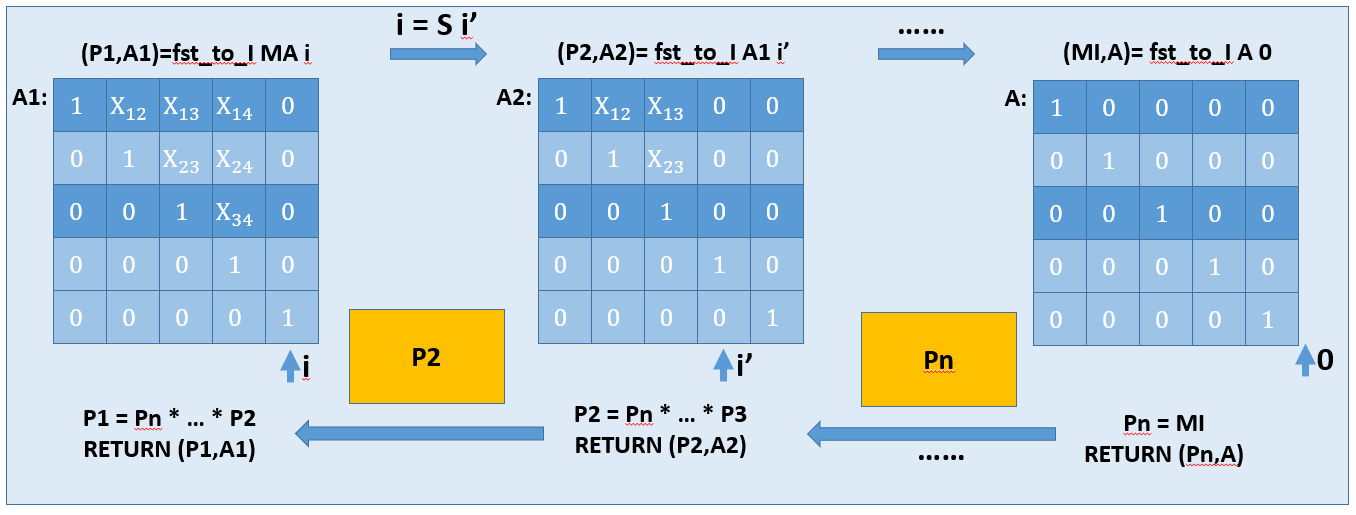 i = S i’
......
(P1,A1)=fst_to_I MA i
(P2,A2)= fst_to_I A1 i’
(MI,A)= fst_to_I A 0
A1:
1 X12 X13 X14 0
0 1 X23 X24 0
0 0 1 X34 0
0 0 0 1 0
0 0 0 0 1
i
A2:
1 X12 X13 0 0
0 1 X23 0 0
0 0 1 0 0
0 0 0 1 0
0 0 0 0 1
i’
A:
1 0 0 0 0
0 1 0 0 0
0 0 1 0 0
0 0 0 1 0
0 0 0 0 1
0
P2
Pn
P1 = Pn * ... * P2
RETURN (P1,A1)
P2 = Pn * ... * P3
RETURN (P2,A2)
......
Pn = MI
RETURN (Pn,A)